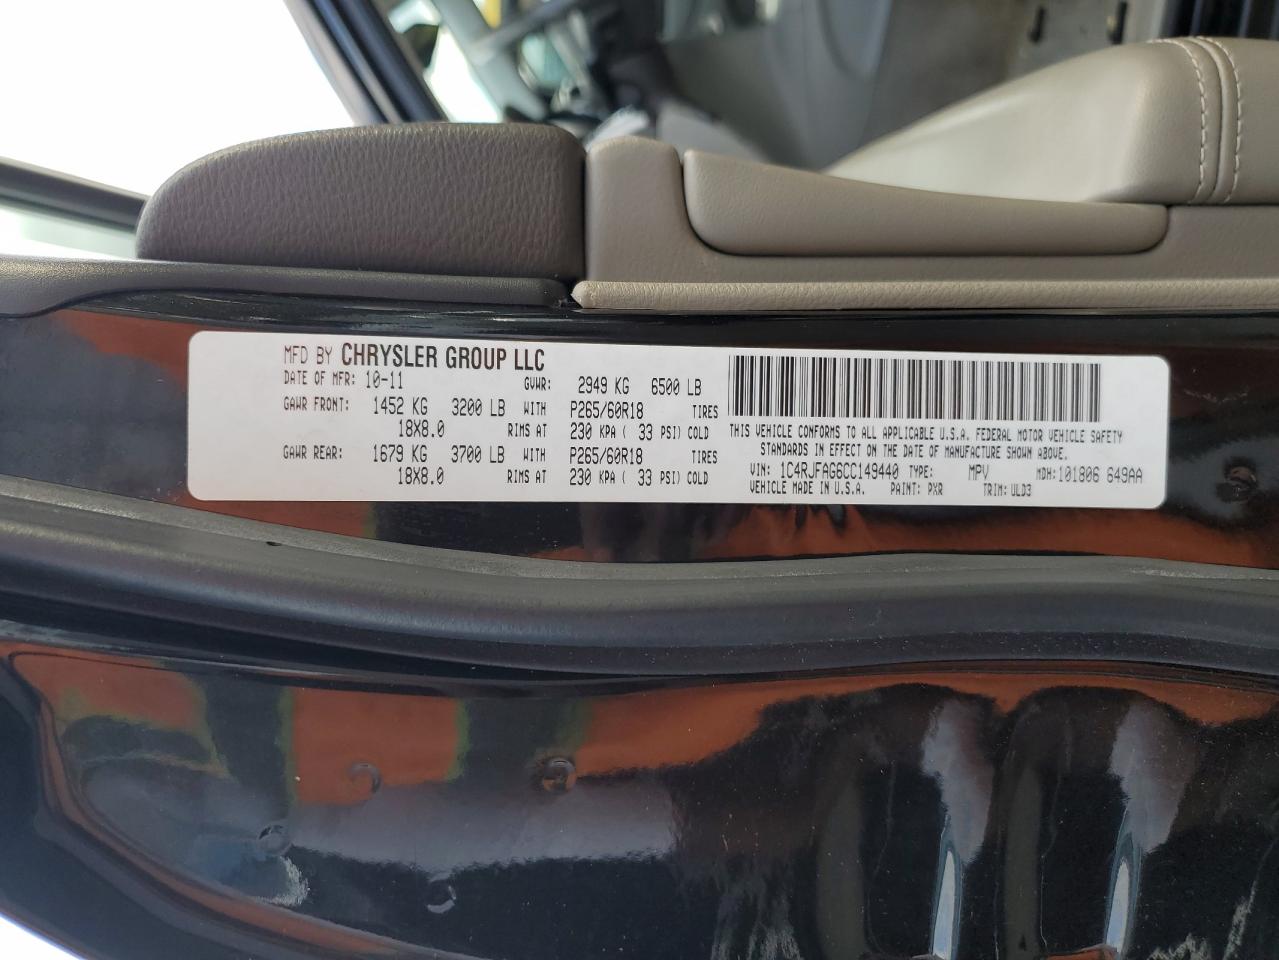 MFD BY CHRYSLER GROUP LLC
DATE OF MFR: 10-11 GVWR: 2949 KG 6500 LB
GAWR FRONT: 1452 KG 3200 LB WITH P265/60R18 TIRES
18X8.0 RIMS AT 230 KPA ( 33 PSI) COLD
GAWR REAR: 1679 KG 3700 LB WITH P265/60R18 TIRES
18X8.0 RIMS AT 230 KPA ( 33 PSI) COLD
THIS VEHICLE CONFORMS TO ALL APPLICABLE U.S.A. FEDERAL MOTOR VEHICLE SAFETY
STANDARDS IN EFFECT ON THE DATE OF MANUFACTURE SHOWN ABOVE.
VIN: 1C4RJFAG6CC149440 TYPE: MPV MDH:101806 649AA
VEHICLE MADE IN U.S.A. PAINT: PXR TRIM: ULD3